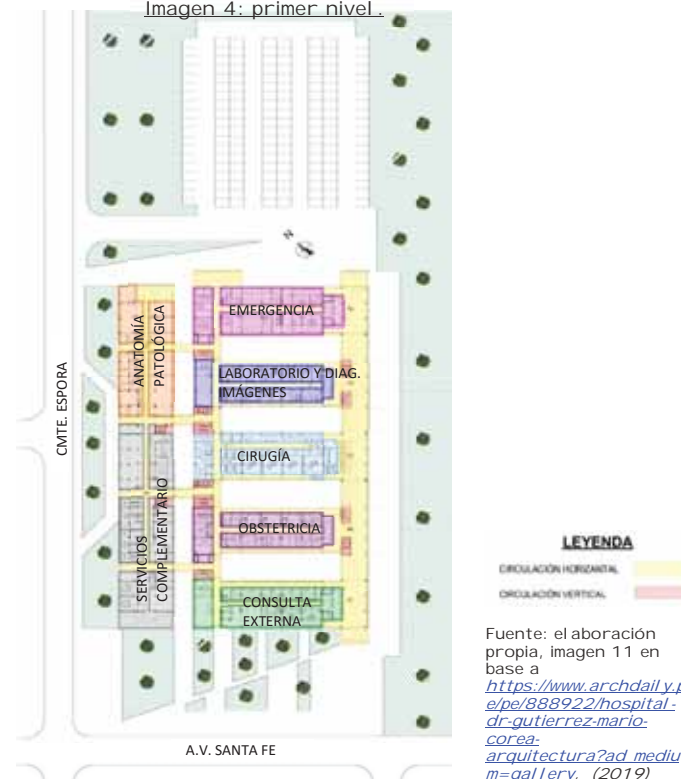 Imagen 4: primer nivel.
N
EMERGENCIA
ANATOMÍA
PATOLÓGICA
LABORATORIO Y DIAG.
IMÁGENES
CMTE. ESPORA
CIRUGÍA
SERVICIOS
COMPLEMENTARIO
OBSTETRICIA
CONSULTA
EXTERNA
A.V. SANTA FE
LEYENDA
CIRCULACIÓN HORIZANTAL
CIRCULACIÓN VERTICAL
Fuente: elaboración
propia, imagen 11 en
base a
https://www.archdaily.p
e/pe/888922/hospital-
dr-gutierrez-mario-
corea-
arquitectura?ad_mediu
m=gallery. (2019)